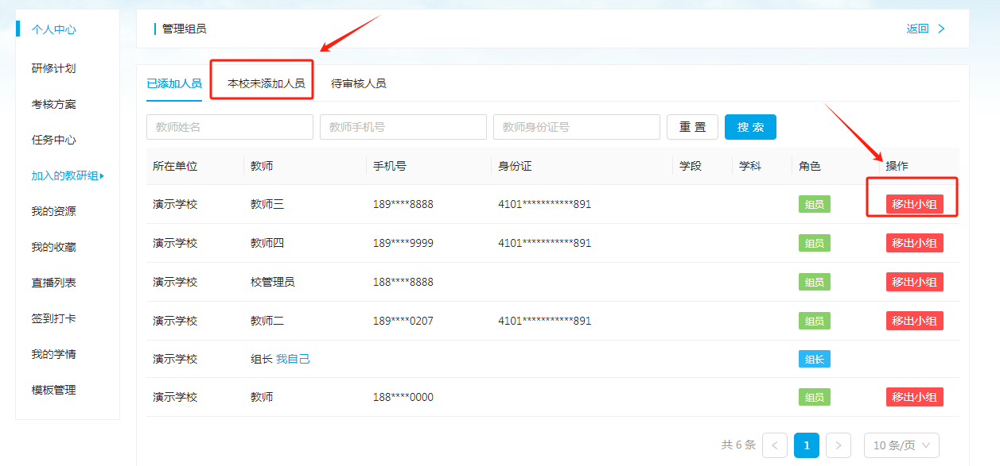 个人中心
研修计划
考核方案
任务中心
加入的教研组
我的资源
我的收藏
直播列表
签到打卡
我的学情
模板管理
管理组员 返回
已添加人员 本校未添加人员 待审核人员
教师姓名 教师手机号 教师身份证号 重 置 搜 索
所在单位 教师 手机号 身份证 学段 学科 角色 操作
演示学校 教师三 189****8888 4101***********891 组员 移出小组
演示学校 教师四 189****9999 4101***********891 组员 移出小组
演示学校 校管理员 188****8888 组员 移出小组
演示学校 教师二 189****0207 4101***********891 组员 移出小组
演示学校 组长 我自己 组长
演示学校 教师 188****0000 组员 移出小组
共 6 条 < 1 > 10 条/页